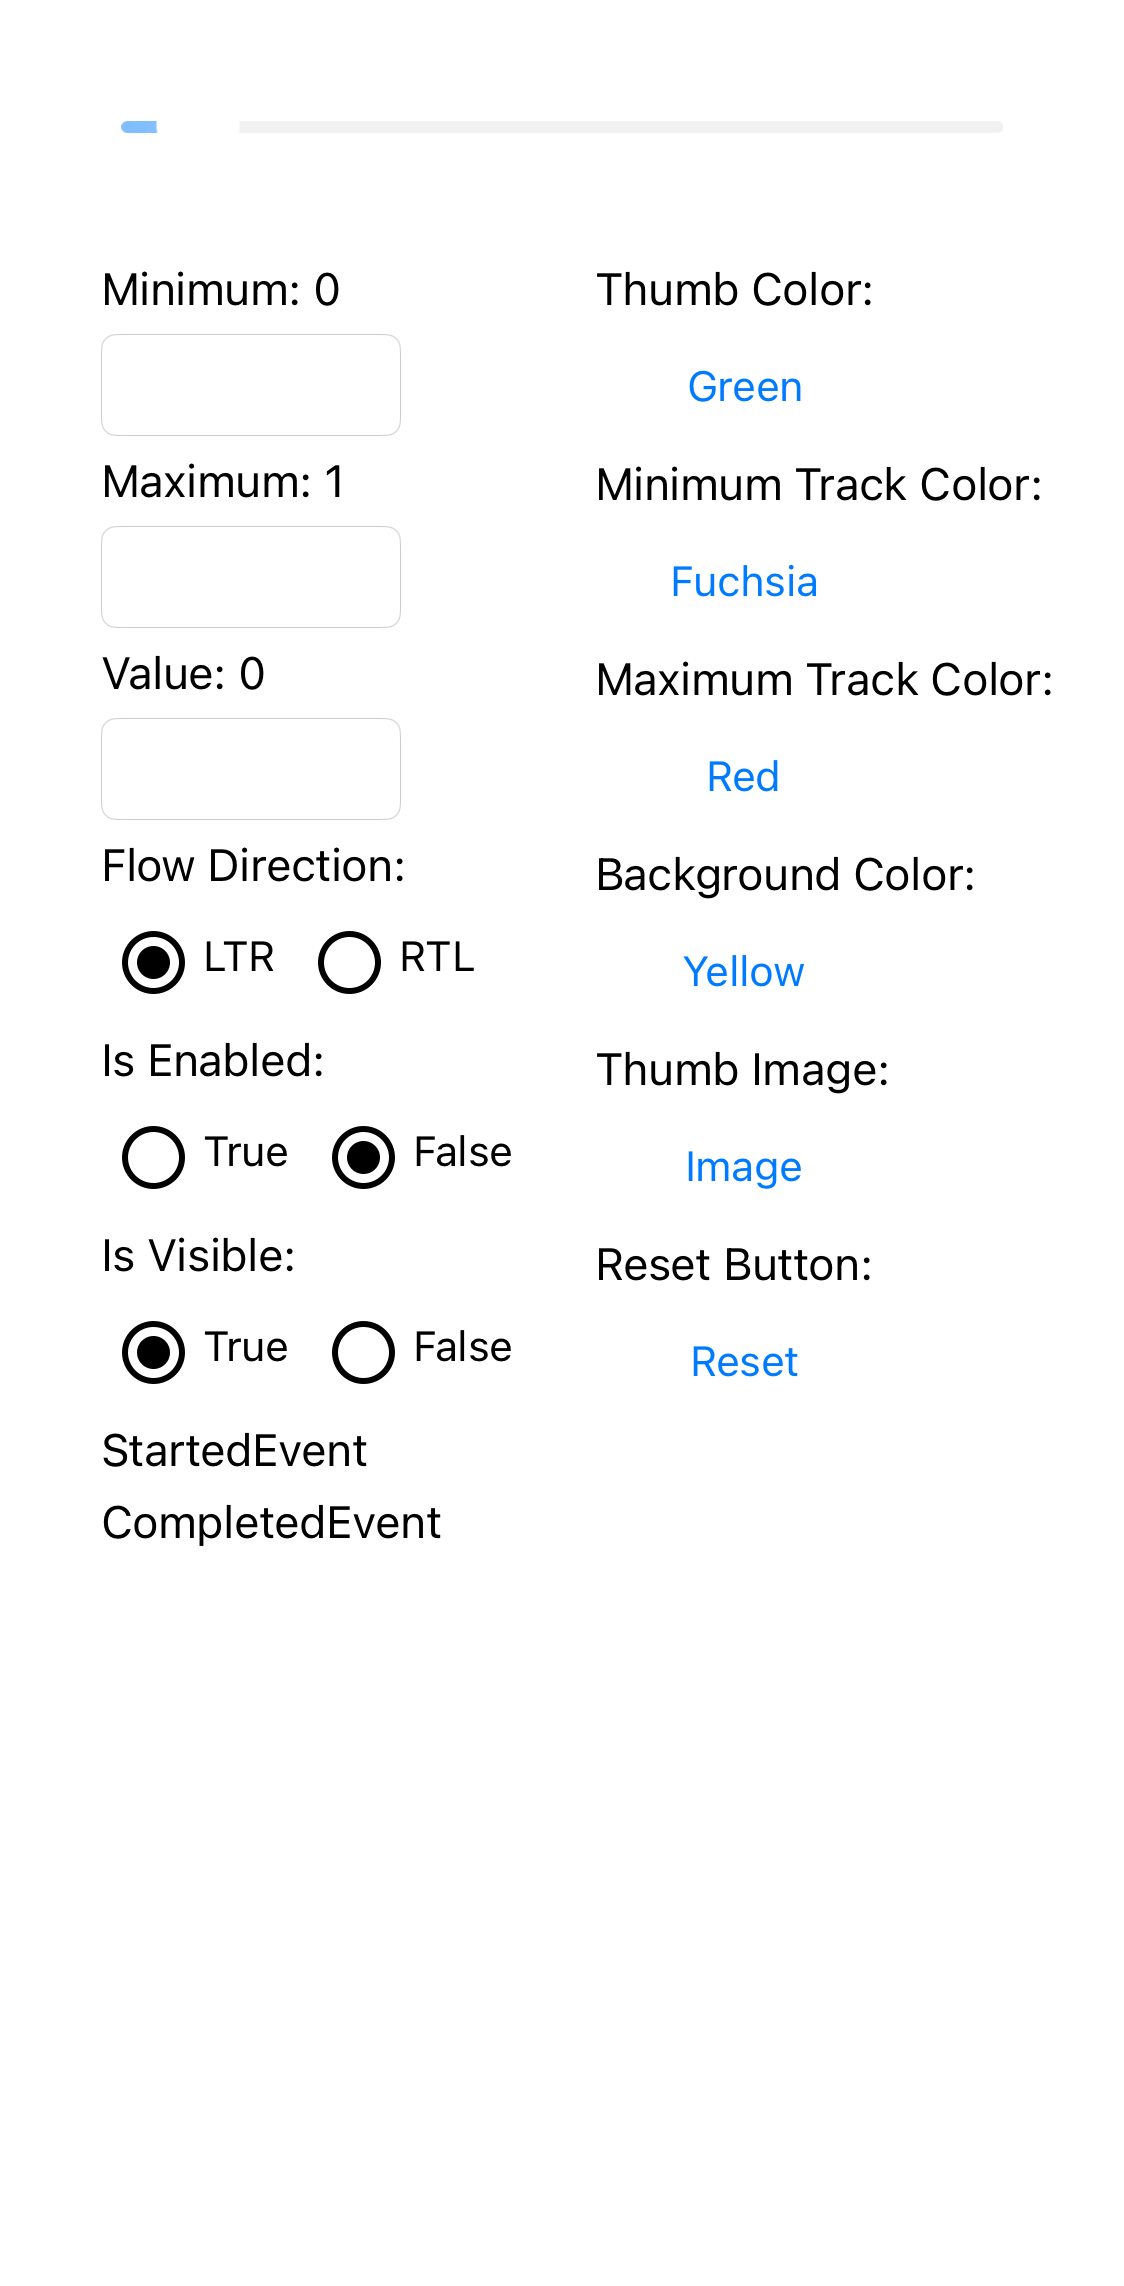 Minimum: 0
Maximum: 1
Value: 0
Flow Direction:
LTR RTL
Is Enabled:
True False
Is Visible:
True False
StartedEvent
CompletedEvent
Thumb Color:
Green
Minimum Track Color:
Fuchsia
Maximum Track Color:
Red
Background Color:
Yellow
Thumb Image:
Image
Reset Button:
Reset